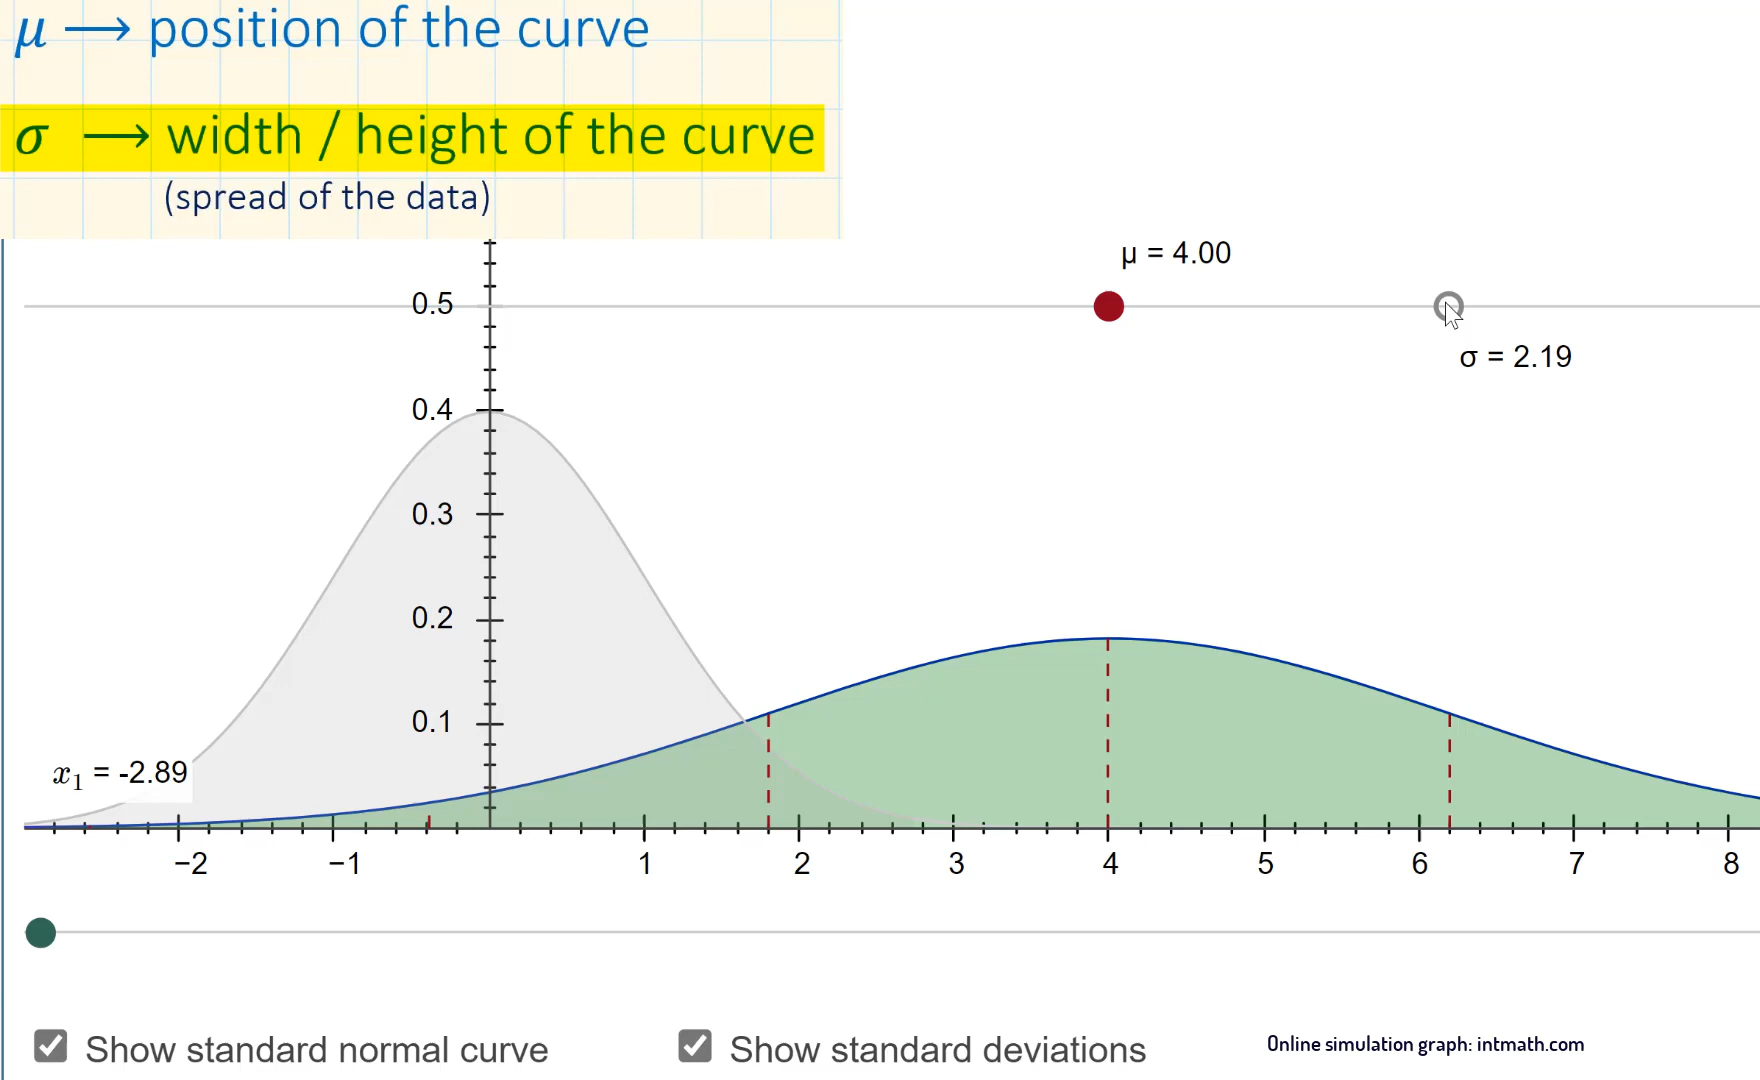 μ ⟶ position of the curve
σ ⟶ width / height of the curve
(spread of the data)
μ = 4.00
0.5
σ = 2.19
0.4
0.3
0.2
0.1
x₁ = -2.89
−2 −1 1 2 3 4 5 6 7 8
Show standard normal curve
Show standard deviations
Online simulation graph: intmath.com